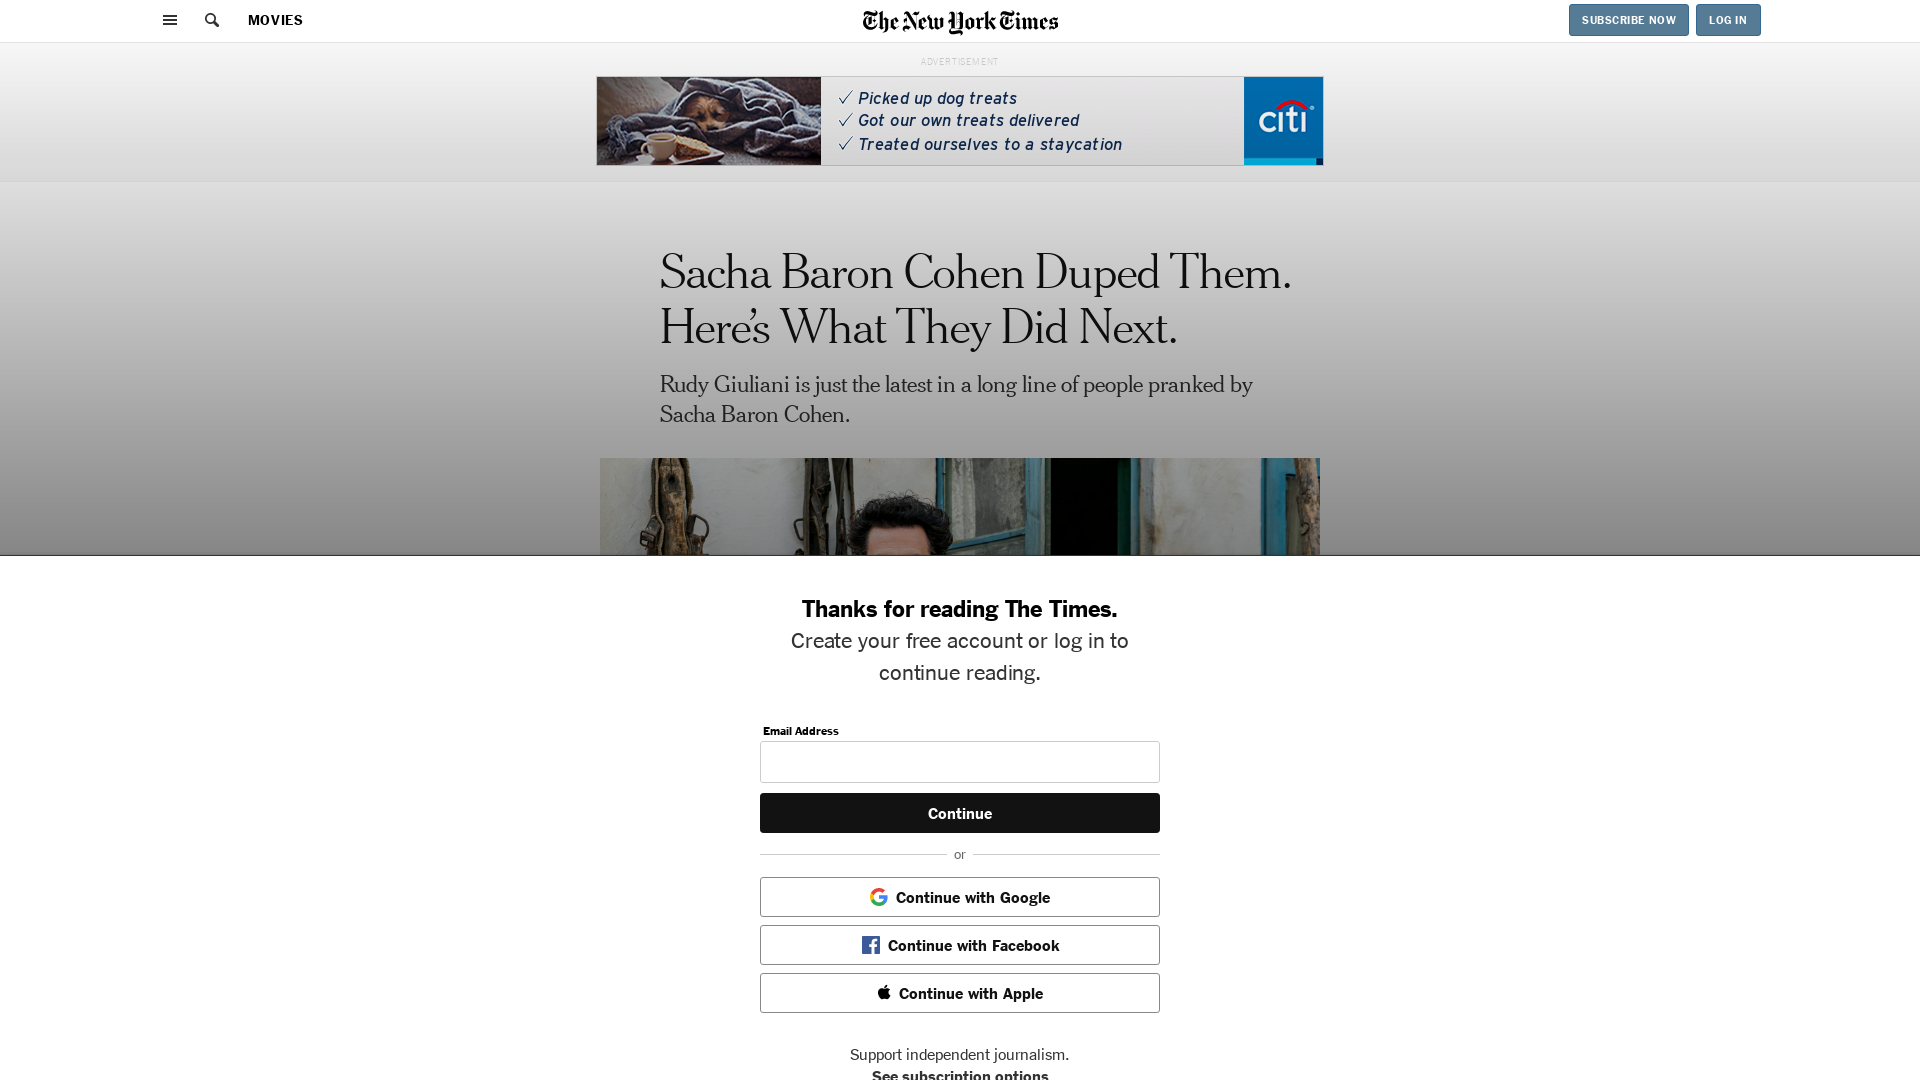 MOVIES
The New York Times
SUBSCRIBE NOW
LOG IN
ADVERTISEMENT
✓ Picked up dog treats
✓ Got our own treats delivered
✓ Treated ourselves to a staycation
citi®
Sacha Baron Cohen Duped Them.
Here’s What They Did Next.
Rudy Giuliani is just the latest in a long line of people pranked by
Sacha Baron Cohen.
Thanks for reading The Times.
Create your free account or log in to
continue reading.
Email Address
Continue
or
Continue with Google
Continue with Facebook
Continue with Apple
Support independent journalism.
See subscription options